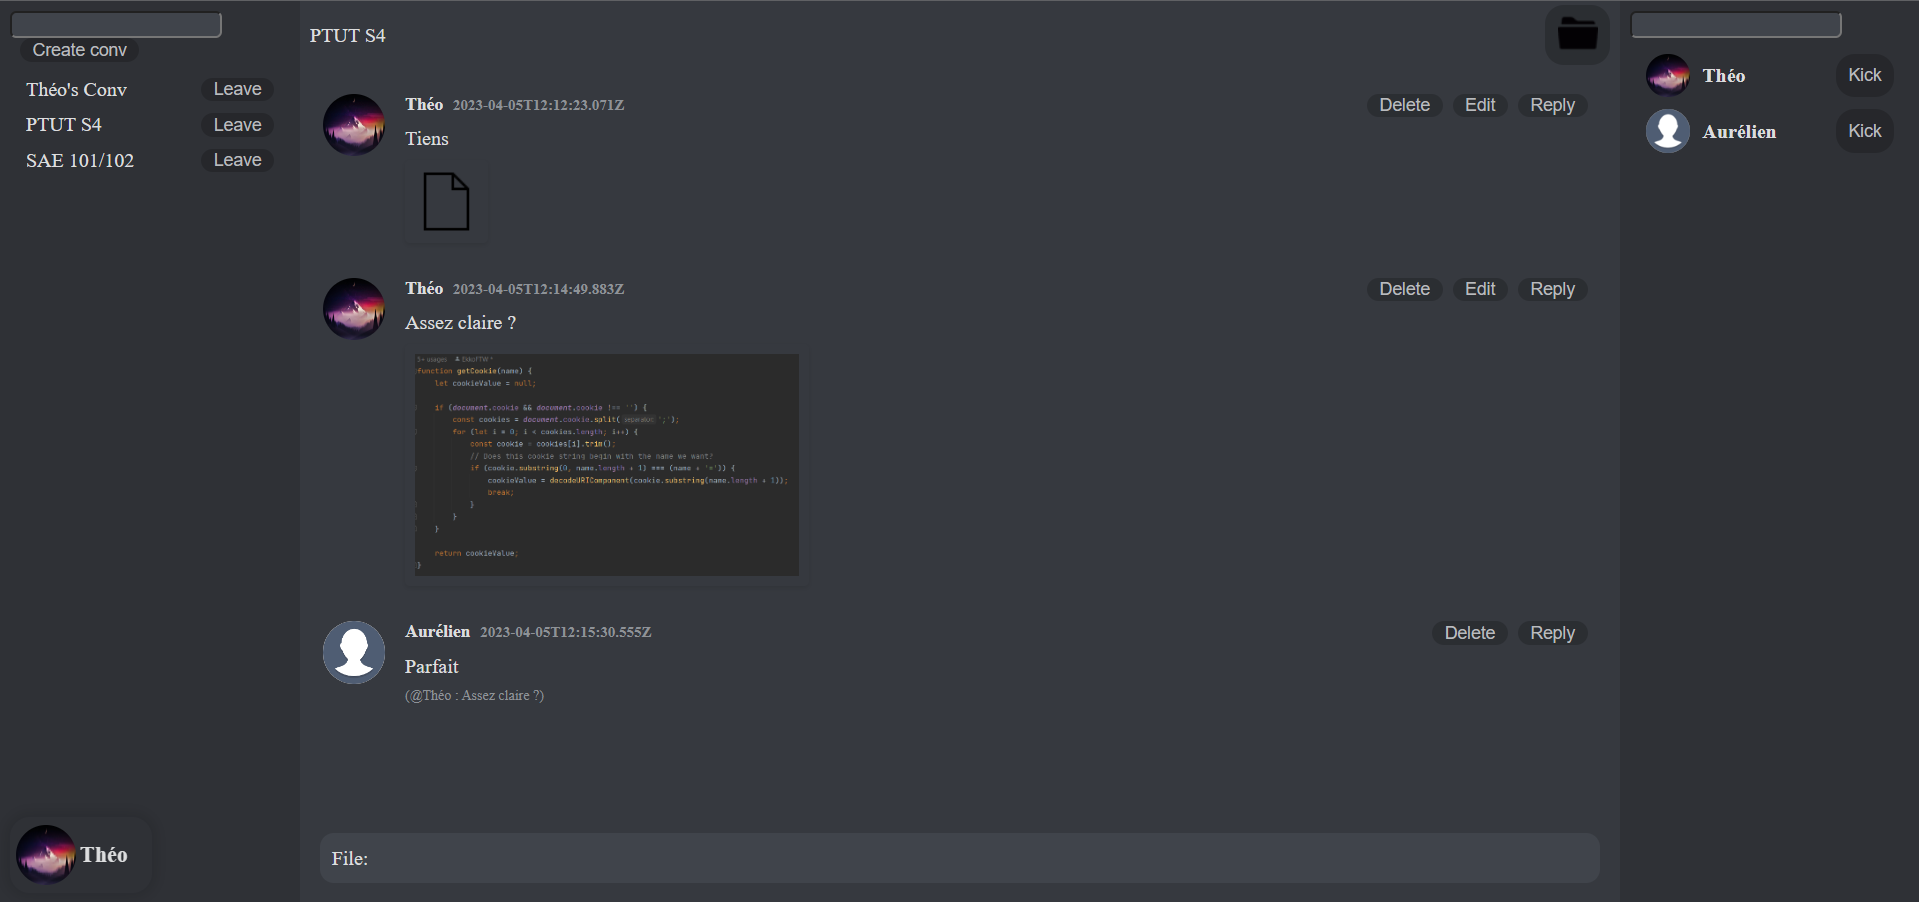 Create conv
Théo's Conv Leave
PTUT S4 Leave
SAE 101/102 Leave
Théo
PTUT S4
Théo 2023-04-05T12:12:23.071Z Delete Edit Reply
Tiens
Théo 2023-04-05T12:14:49.883Z Delete Edit Reply
Assez claire ?
5+ usages
function getCookie(name) {
let cookieValue = null;
if (document.cookie && document.cookie !== '') {
const cookies = document.cookie.split( separator: ';');
for (let i = 0; i < cookies.length; i++) {
const cookie = cookies[i].trim();
// Does this cookie string begin with the name we want?
if (cookie.substring(0, name.length + 1) === (name + '=')) {
cookieValue = decodeURIComponent(cookie.substring(name.length + 1));
break;
}
}
}
return cookieValue;
}
Aurélien 2023-04-05T12:15:30.555Z Delete Reply
Parfait
(@Théo : Assez claire ?)
File:
Théo Kick
Aurélien Kick